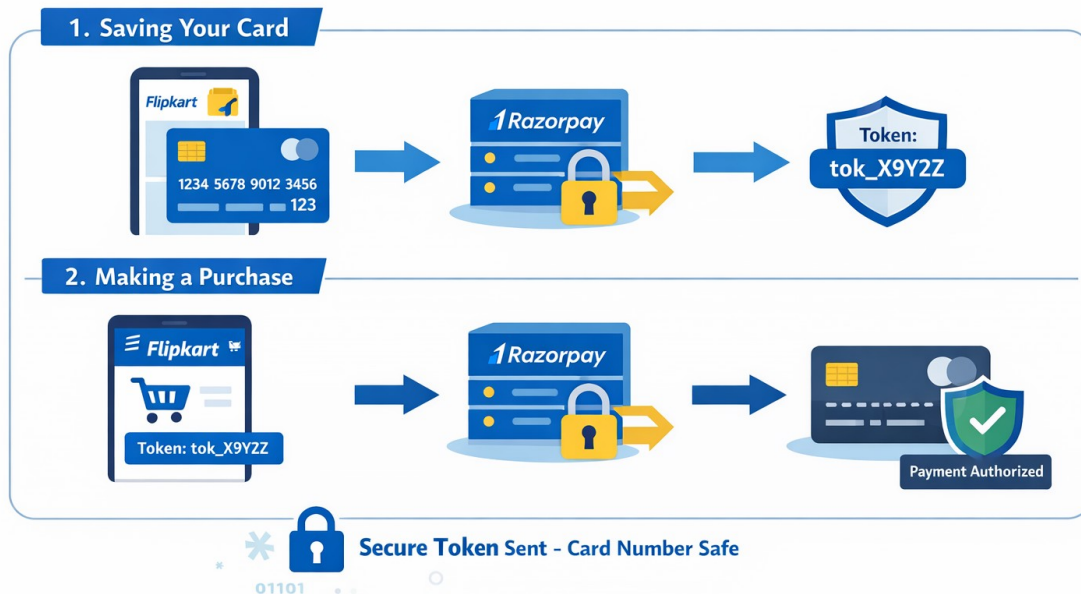 1. Saving Your Card
Flipkart
1234 5678 9012 3456
123
Razorpay
Token:
tok_X9Y2Z
2. Making a Purchase
Flipkart
Token: tok_X9Y2Z
Razorpay
Payment Authorized
Secure Token Sent - Card Number Safe
01101